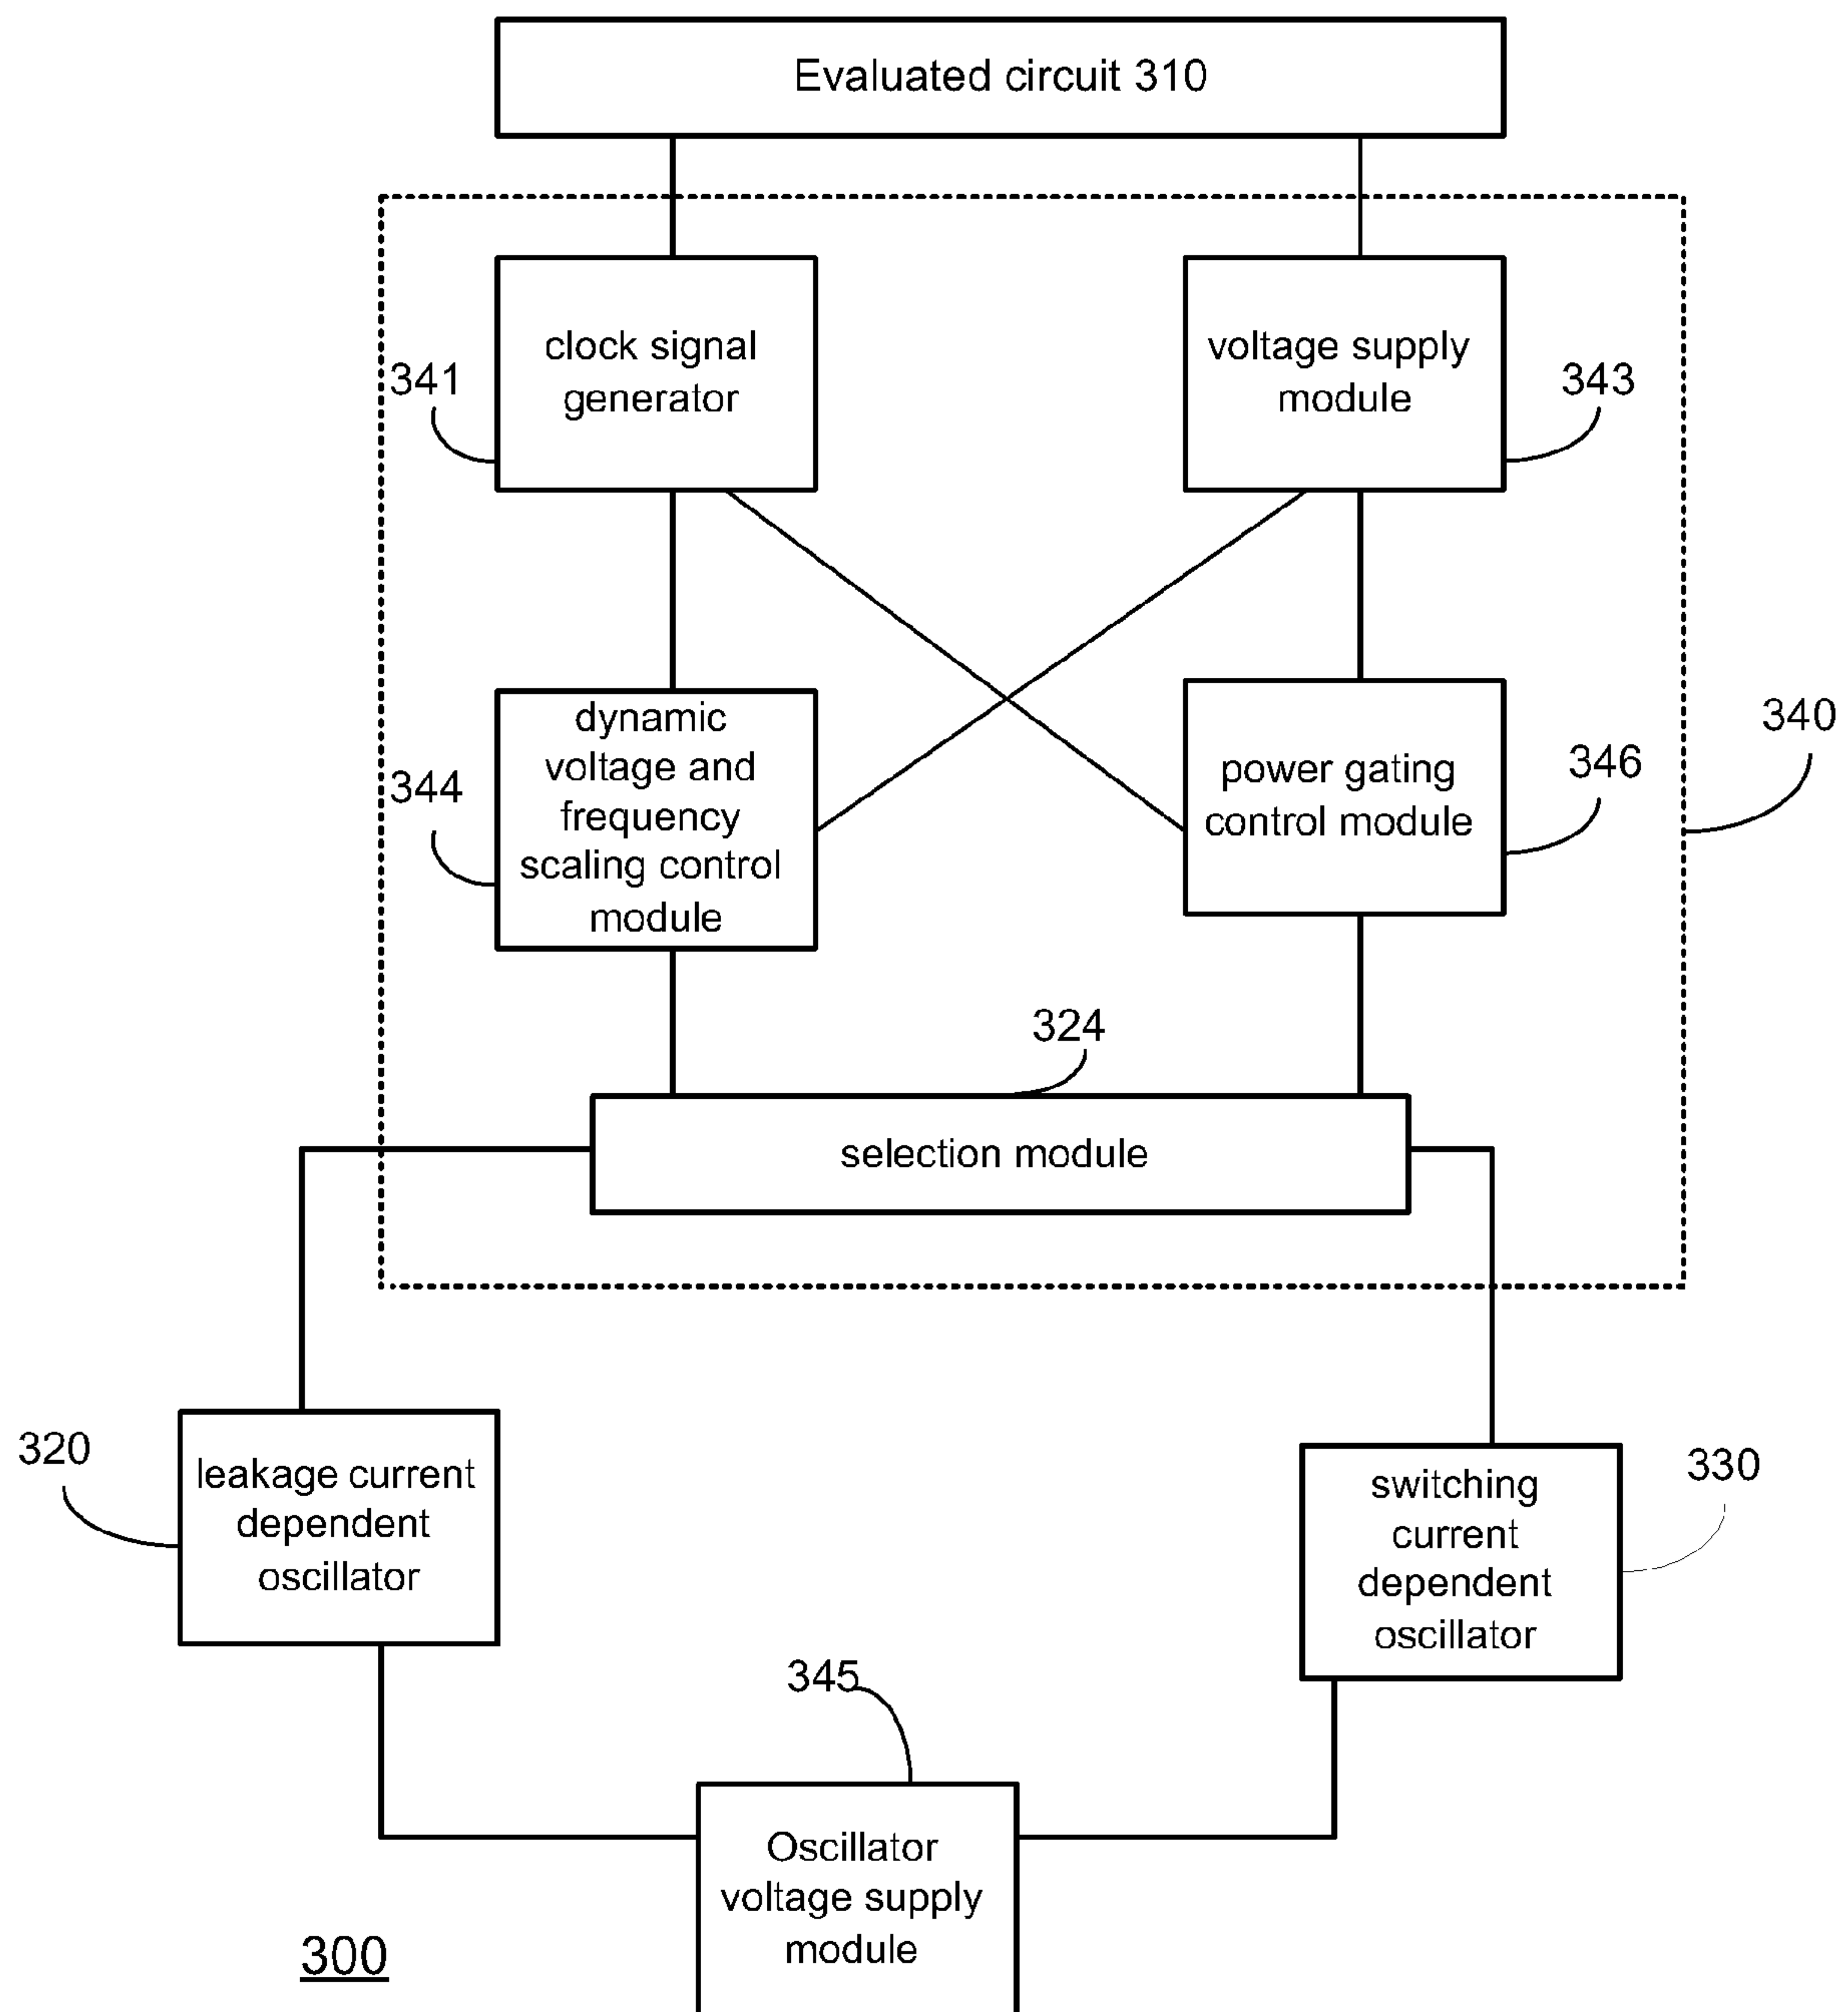 Evaluated circuit 310
clock signal
generator
341
voltage supply
module
343
dynamic
voltage and
frequency
scaling control
module
344
power gating
control module
346
340
324
selection module
320
leakage current
dependent
oscillator
switching
current
dependent
oscillator
330
345
Oscillator
voltage supply
module
300